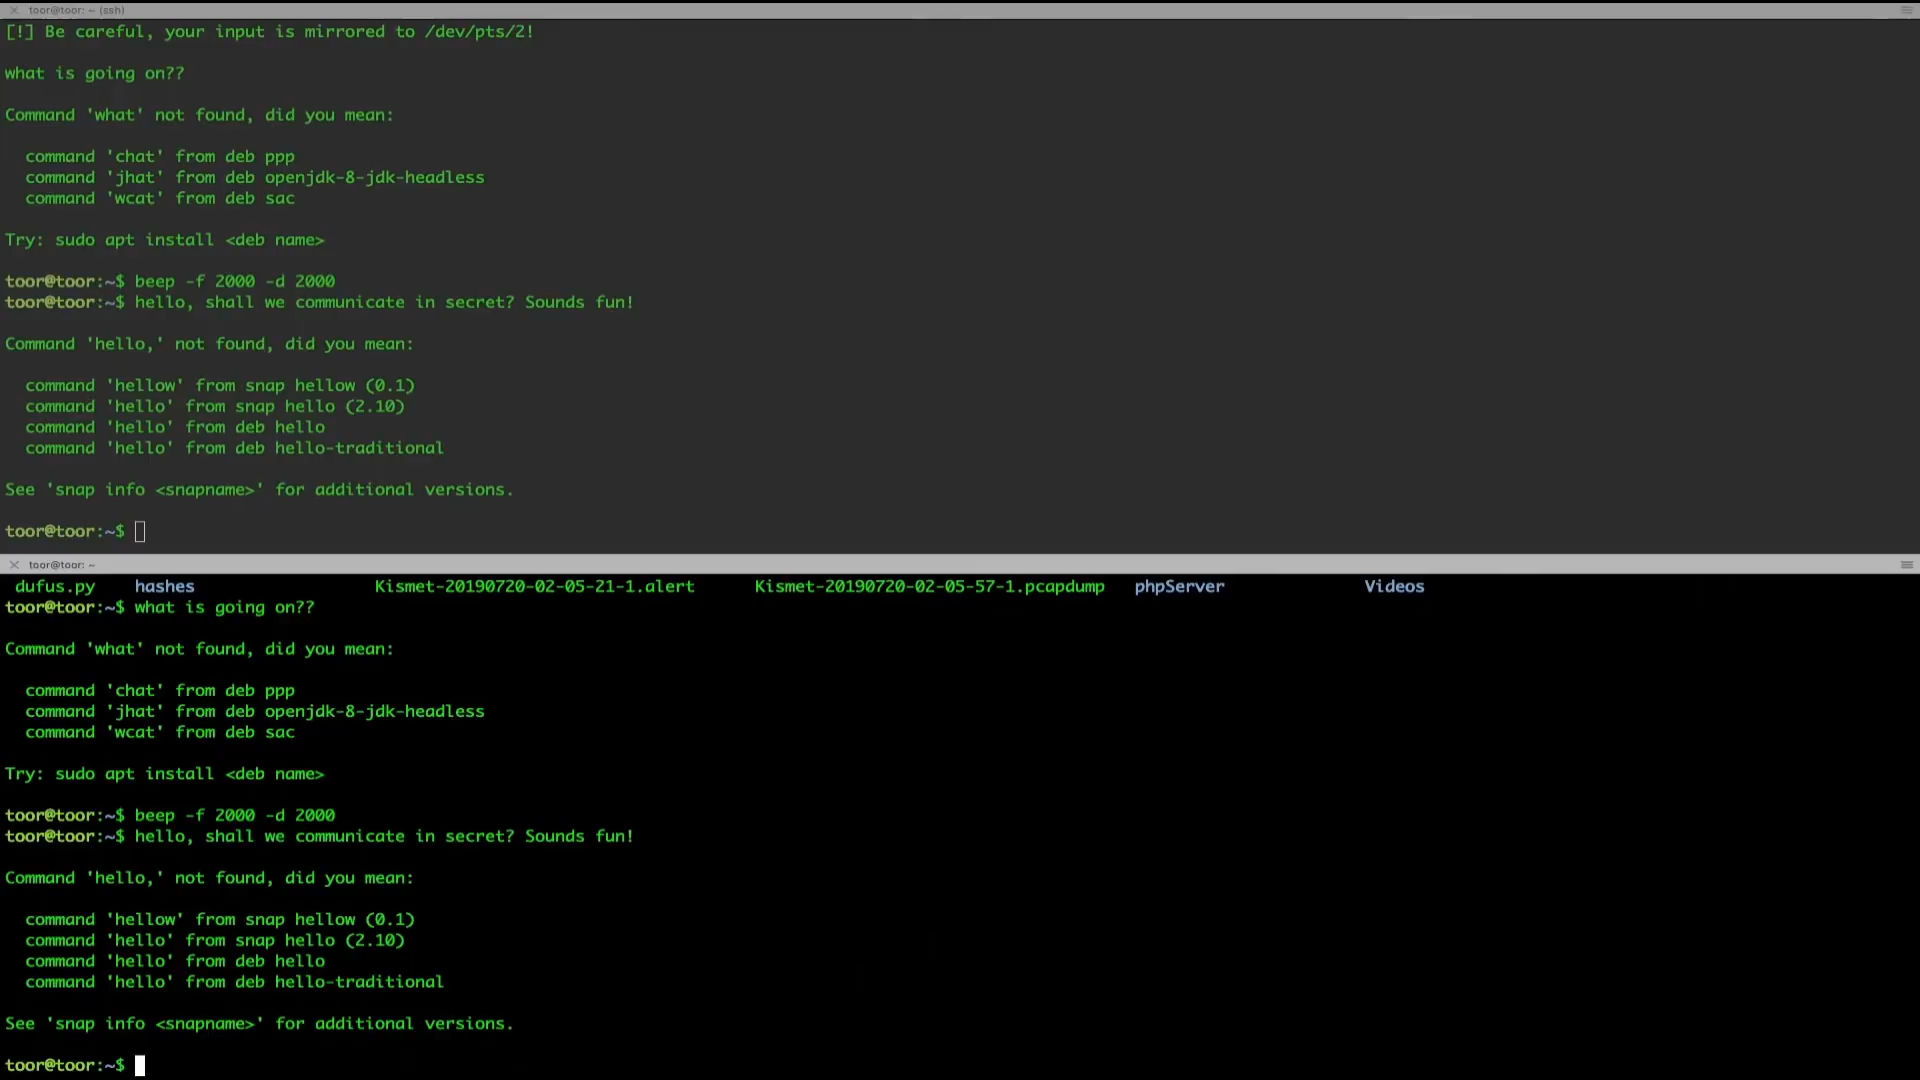 toor@toor: ~ (ssh)
[!] Be careful, your input is mirrored to /dev/pts/2!
what is going on??
Command 'what' not found, did you mean:
command 'chat' from deb ppp
command 'jhat' from deb openjdk-8-jdk-headless
command 'wcat' from deb sac
Try: sudo apt install <deb name>
toor@toor:~$ beep -f 2000 -d 2000
toor@toor:~$ hello, shall we communicate in secret? Sounds fun!
Command 'hello,' not found, did you mean:
command 'hellow' from snap hellow (0.1)
command 'hello' from snap hello (2.10)
command 'hello' from deb hello
command 'hello' from deb hello-traditional
See 'snap info <snapname>' for additional versions.
toor@toor:~$
toor@toor: ~
dufus.py hashes Kismet-20190720-02-05-21-1.alert Kismet-20190720-02-05-57-1.pcapdump phpServer Videos
toor@toor:~$ what is going on??
Command 'what' not found, did you mean:
command 'chat' from deb ppp
command 'jhat' from deb openjdk-8-jdk-headless
command 'wcat' from deb sac
Try: sudo apt install <deb name>
toor@toor:~$ beep -f 2000 -d 2000
toor@toor:~$ hello, shall we communicate in secret? Sounds fun!
Command 'hello,' not found, did you mean:
command 'hellow' from snap hellow (0.1)
command 'hello' from snap hello (2.10)
command 'hello' from deb hello
command 'hello' from deb hello-traditional
See 'snap info <snapname>' for additional versions.
toor@toor:~$